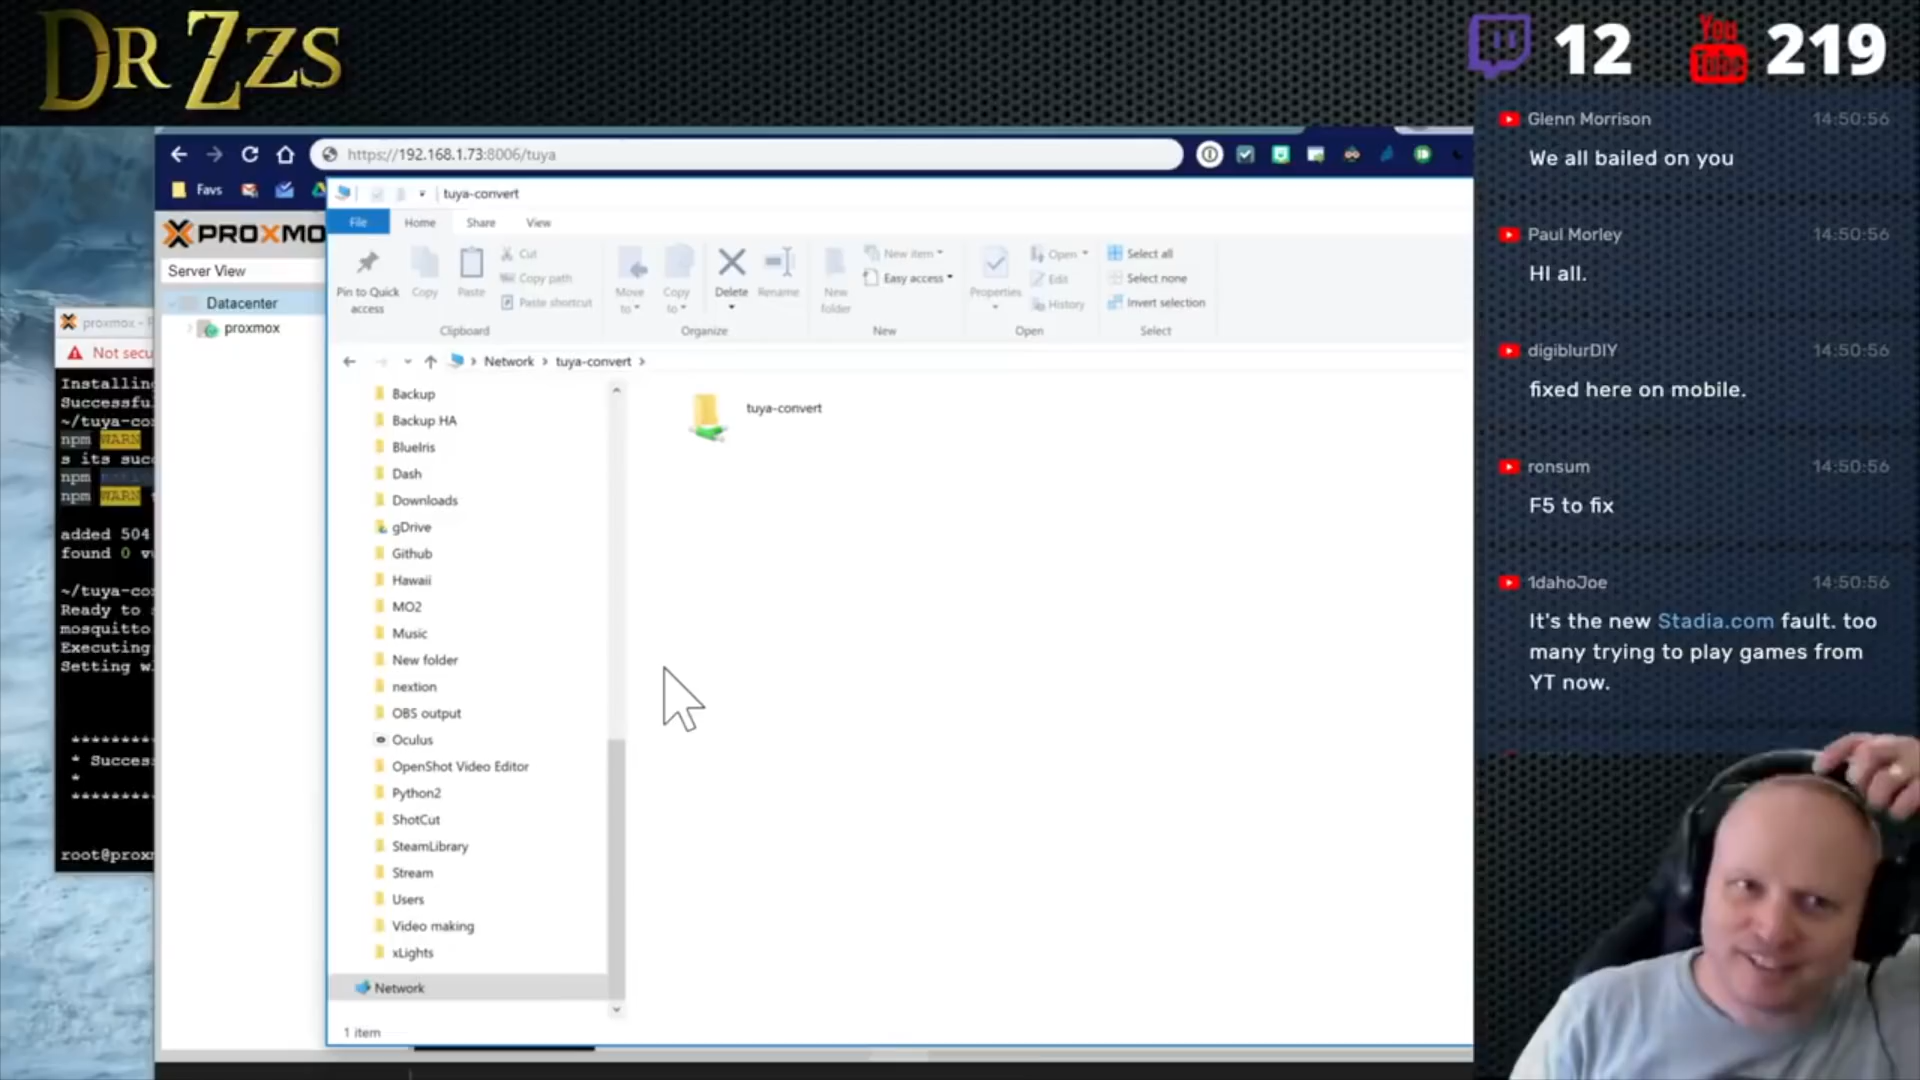 DR ZZS
12
You
Tube
219
https://192.168.1.73:8006/tuya
Favs
PROXMO
Server View
Datacenter
proxmox
proxmox -
Not secu
Installin
Successfu
~/tuya-co
npm WARN
s its suc
npm
npm WARN
added 504
found 0 v
~/tuya-co
Ready to
mosquitto
Executing
Setting w
*********
* Succes
*
*********
root@prox
tuya-convert
File
Home
Share
View
Pin to Quick
access
Copy
Paste
Cut
Copy path
Paste shortcut
Clipboard
Move
to
Copy
to
Delete
Rename
Organize
New
folder
New item
Easy access
New
Properties
Open
Edit
History
Open
Select all
Select none
Invert selection
Select
Network
tuya-convert
Backup
Backup HA
BlueIris
Dash
Downloads
gDrive
Github
Hawaii
MO2
Music
New folder
nextion
OBS output
Oculus
OpenShot Video Editor
Python2
ShotCut
SteamLibrary
Stream
Users
Video making
xLights
Network
1 item
tuya-convert
Glenn Morrison 14:50:56
We all bailed on you
Paul Morley 14:50:56
HI all.
digiblurDIY 14:50:56
fixed here on mobile.
ronsum 14:50:56
F5 to fix
1dahoJoe 14:50:56
It's the new Stadia.com fault. too
many trying to play games from
YT now.